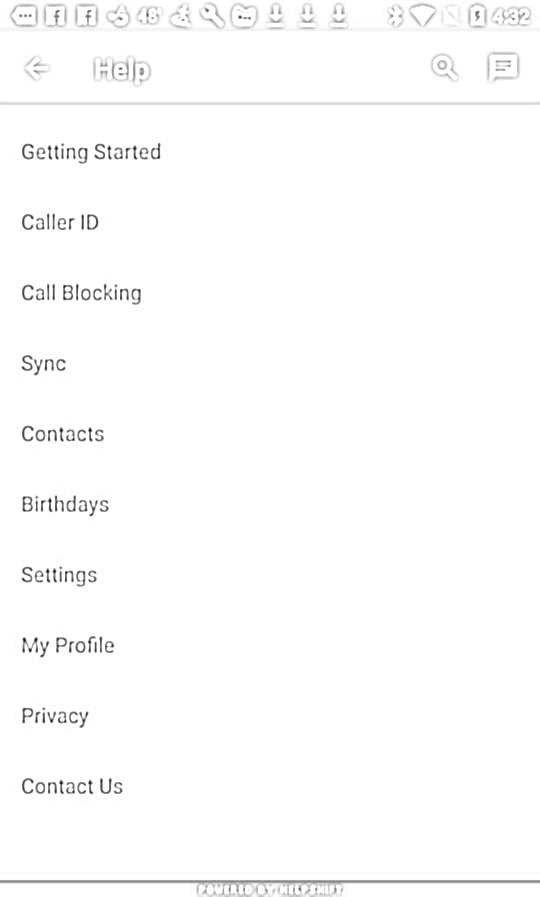 48° 4:32
Help
Getting Started
Caller ID
Call Blocking
Sync
Contacts
Birthdays
Settings
My Profile
Privacy
Contact Us
POWERED BY HELPSHIFT